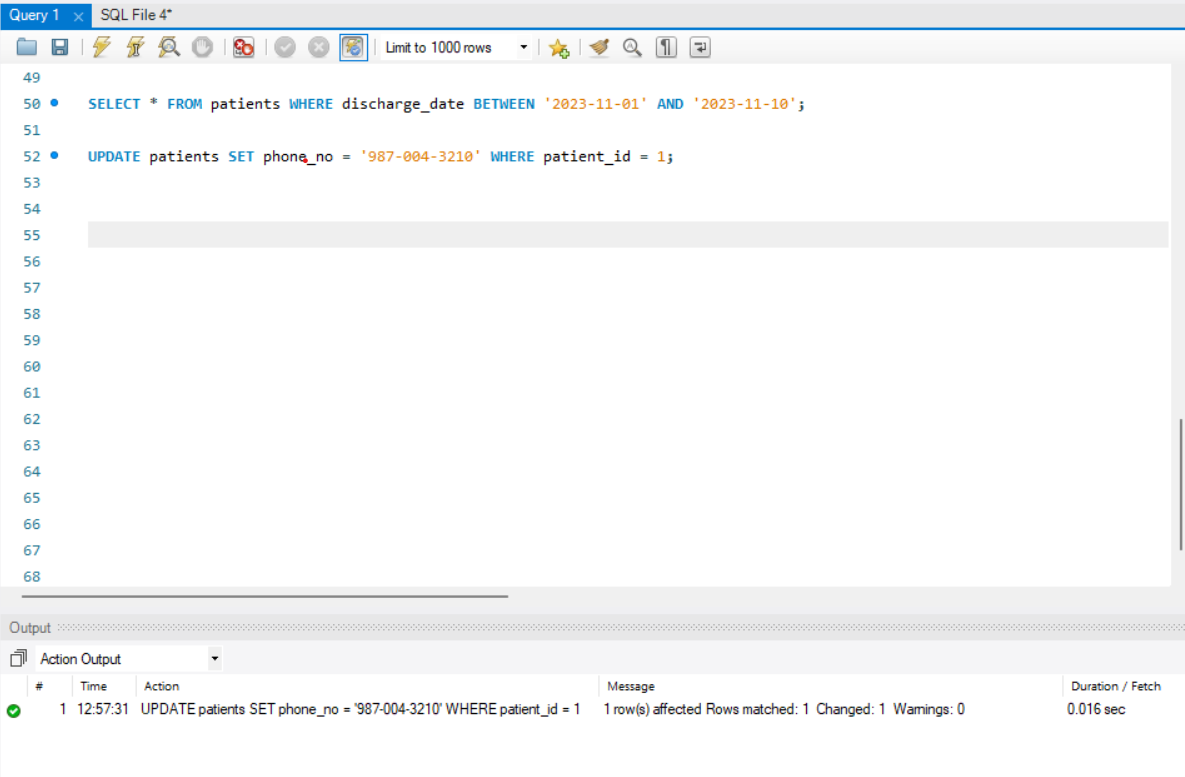 Query 1 SQL File 4*
Limit to 1000 rows
49
50 SELECT * FROM patients WHERE discharge_date BETWEEN '2023-11-01' AND '2023-11-10';
51
52 UPDATE patients SET phone_no = '987-004-3210' WHERE patient_id = 1;
53
54
55
56
57
58
59
60
61
62
63
64
65
66
67
68
Output
Action Output
# Time Action Message Duration / Fetch
1 12:57:31 UPDATE patients SET phone_no = '987-004-3210' WHERE patient_id = 1 1 row(s) affected Rows matched: 1 Changed: 1 Warnings: 0 0.016 sec